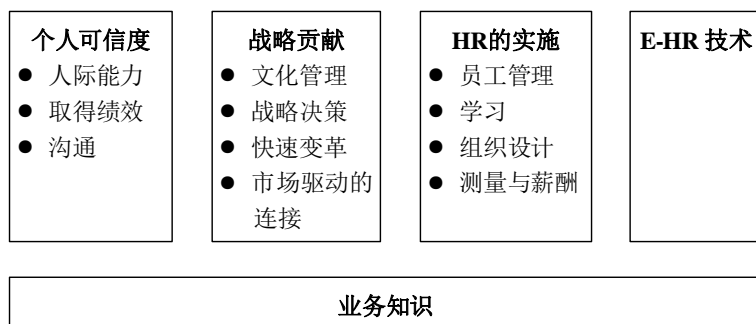 个人可信度
● 人际能力
● 取得绩效
● 沟通
战略贡献
● 文化管理
● 战略决策
● 快速变革
● 市场驱动的
连接
HR的实施
● 员工管理
● 学习
● 组织设计
● 测量与薪酬
E-HR 技术
业务知识